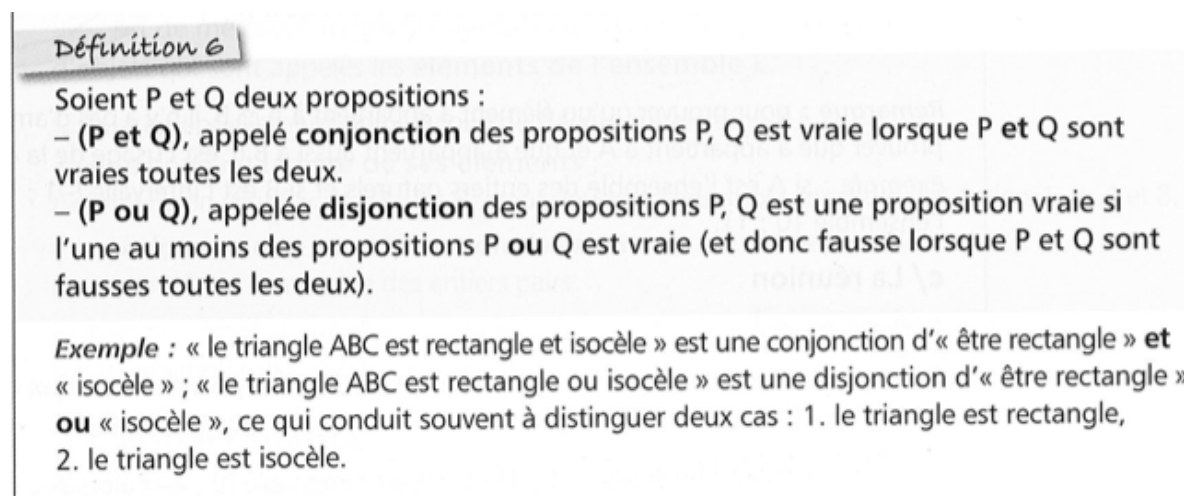 Définition 6
Soient P et Q deux propositions :
– (P et Q), appelé conjonction des propositions P, Q est vraie lorsque P et Q sont
vraies toutes les deux.
– (P ou Q), appelée disjonction des propositions P, Q est une proposition vraie si
l'une au moins des propositions P ou Q est vraie (et donc fausse lorsque P et Q sont
fausses toutes les deux).
Exemple : « le triangle ABC est rectangle et isocèle » est une conjonction d'« être rectangle » et
« isocèle » ; « le triangle ABC est rectangle ou isocèle » est une disjonction d'« être rectangle »
ou « isocèle », ce qui conduit souvent à distinguer deux cas : 1. le triangle est rectangle,
2. le triangle est isocèle.
c/ La réunion